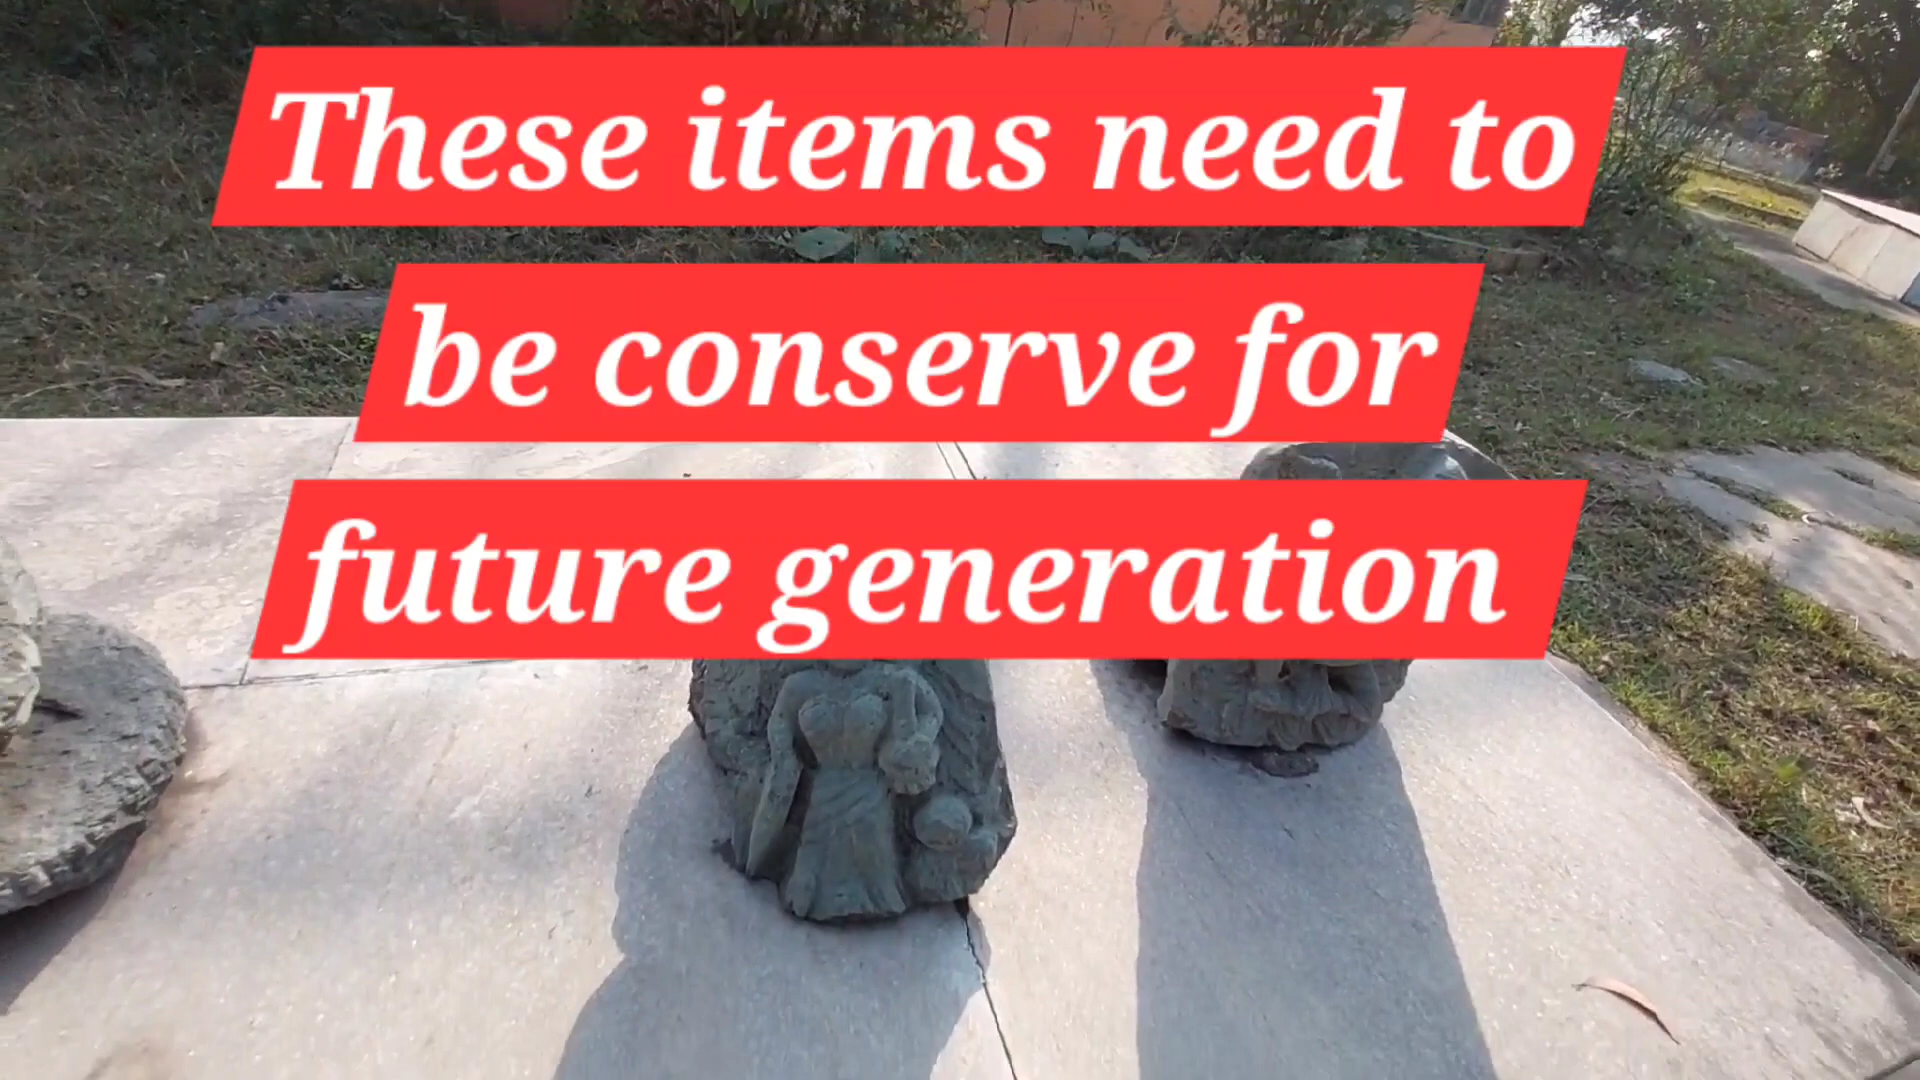 These items need to
be conserve for
future generation